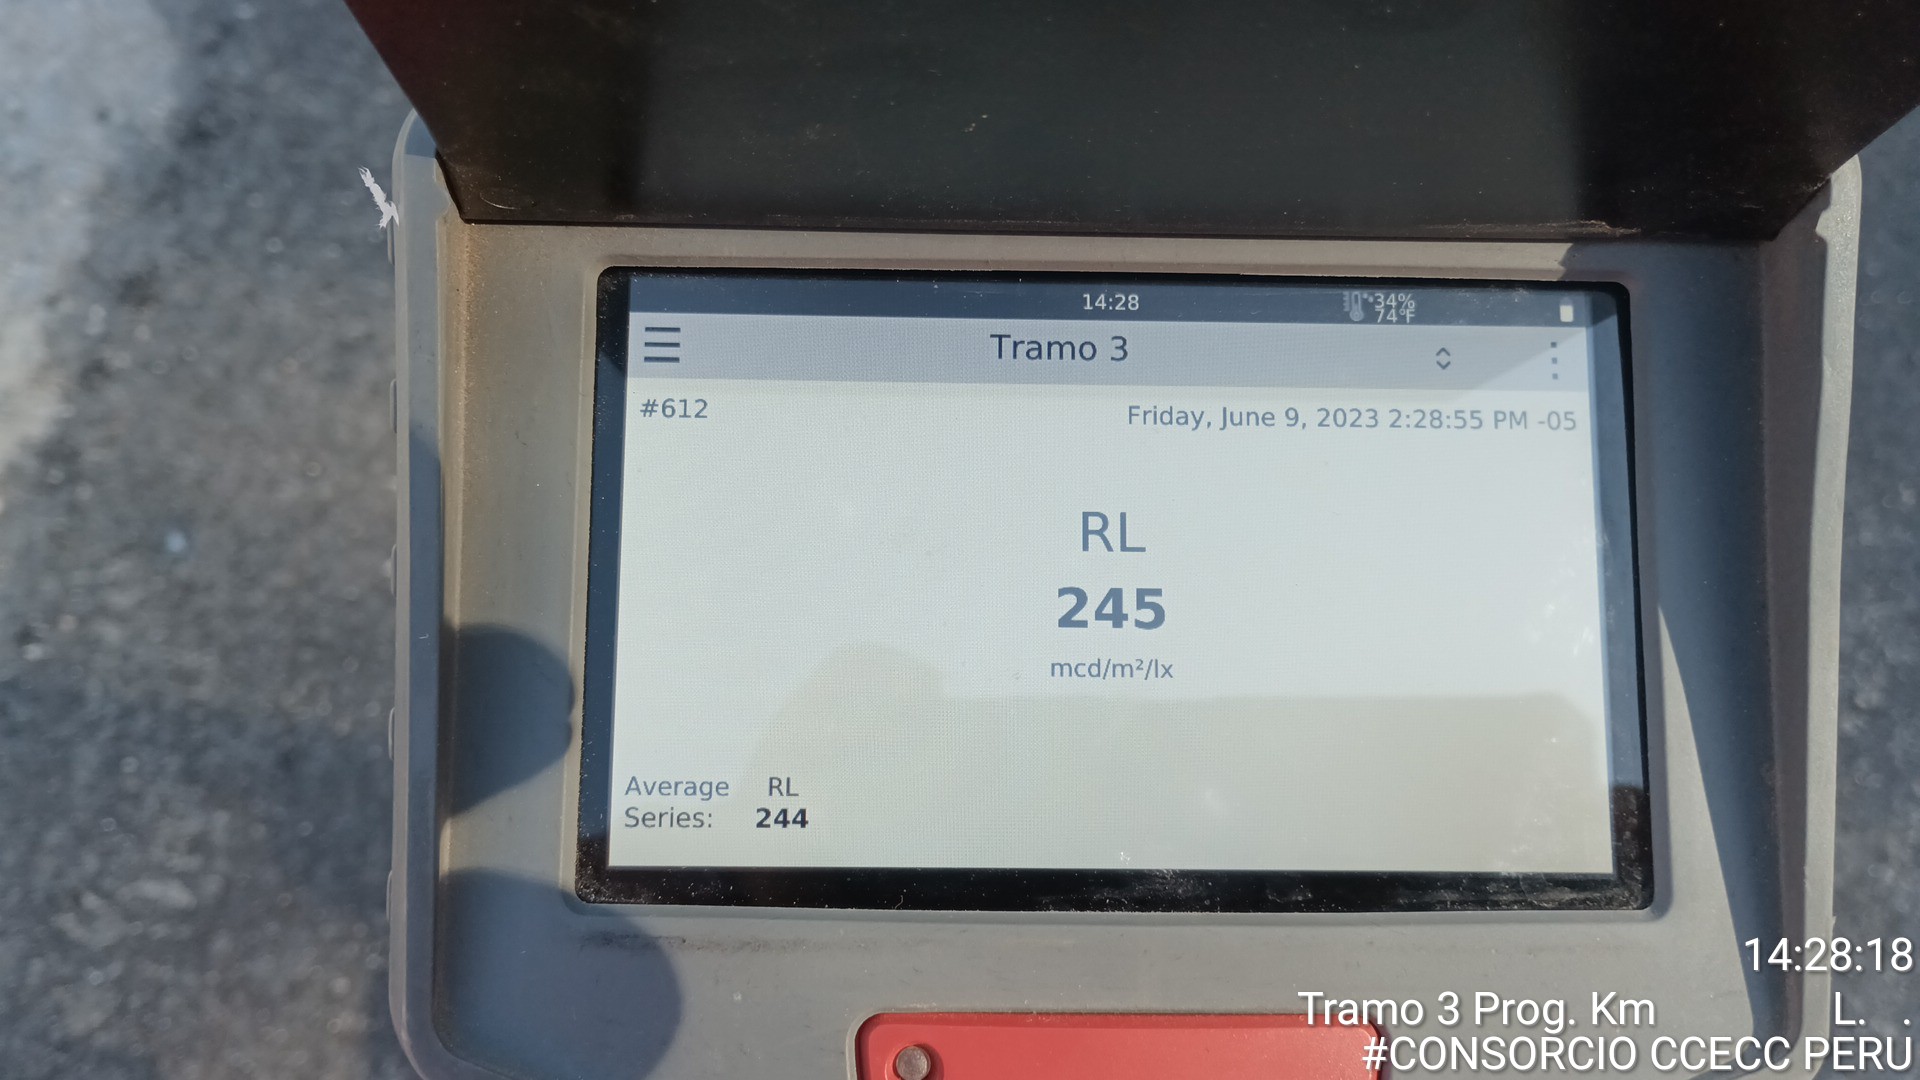 14:28
34%
74°F
Tramo 3
#612
Friday, June 9, 2023 2:28:55 PM -05
RL
245
mcd/m²/lx
Average RL
Series: 244
14:28:18
Tramo 3 Prog. Km L. .
#CONSORCIO CCECC PERU